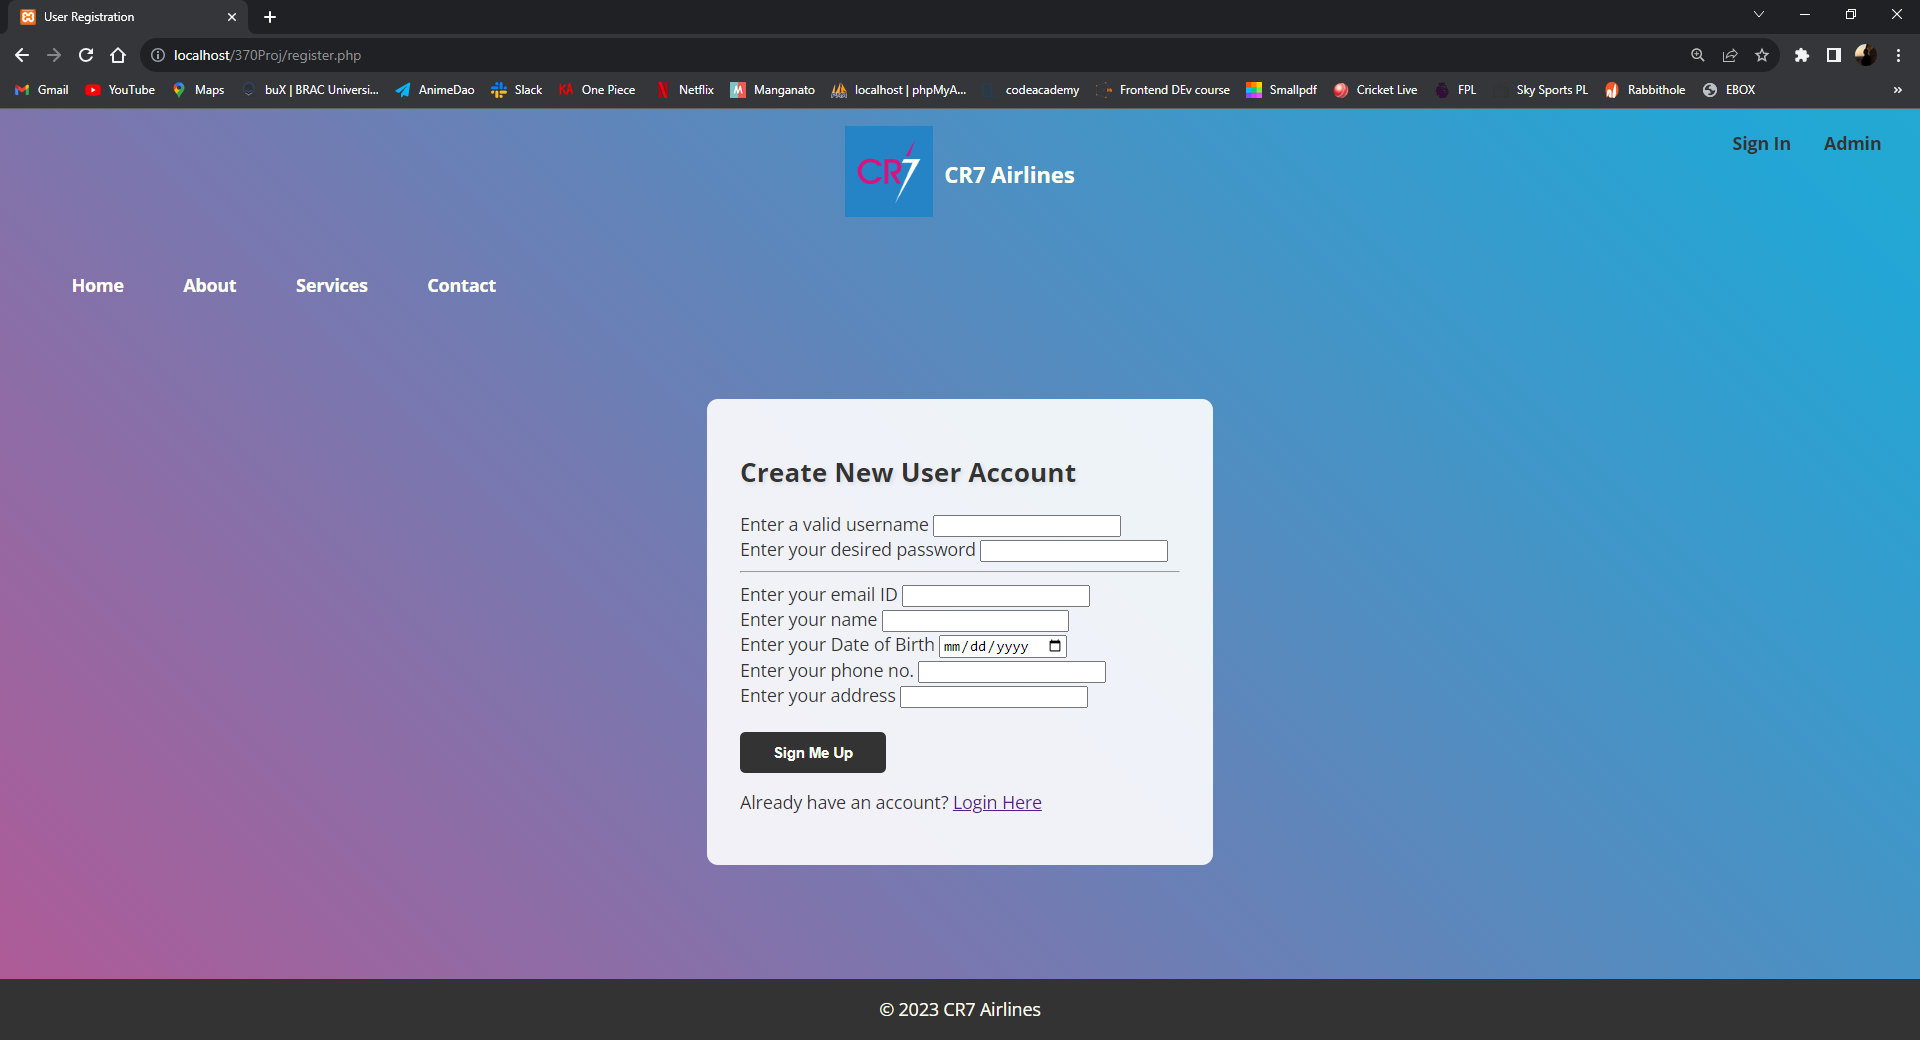 User Registration
localhost/370Proj/register.php
Gmail YouTube Maps buX | BRAC Universi... AnimeDao Slack KA One Piece Netflix M Manganato localhost | phpMyA... codeacademy Frontend DEv course Smallpdf Cricket Live FPL Sky Sports PL Rabbithole EBOX »
Sign In Admin
CR7 CR7 Airlines
Home About Services Contact
Create New User Account
Enter a valid username
Enter your desired password
Enter your email ID
Enter your name
Enter your Date of Birth mm/dd/yyyy
Enter your phone no.
Enter your address
Sign Me Up
Already have an account? Login Here
© 2023 CR7 Airlines